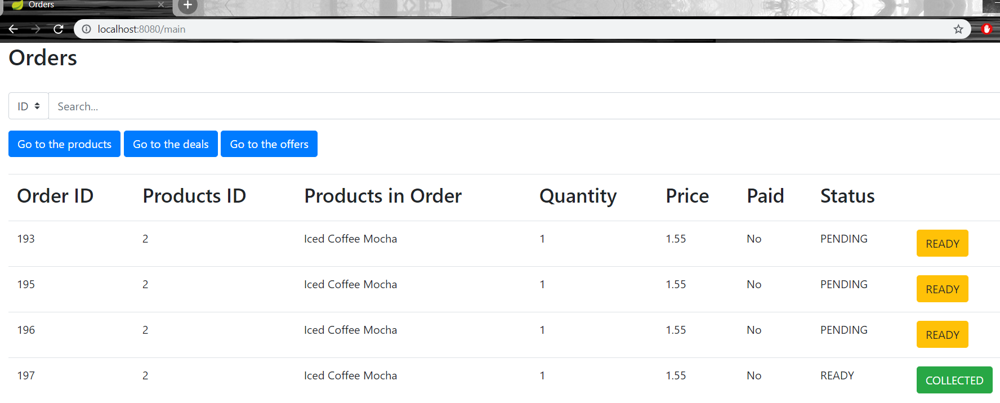 Orders
localhost:8080/main
Orders
ID Search...
Go to the products Go to the deals Go to the offers
Order ID Products ID Products in Order Quantity Price Paid Status
193 2 Iced Coffee Mocha 1 1.55 No PENDING READY
195 2 Iced Coffee Mocha 1 1.55 No PENDING READY
196 2 Iced Coffee Mocha 1 1.55 No PENDING READY
197 2 Iced Coffee Mocha 1 1.55 No READY COLLECTED